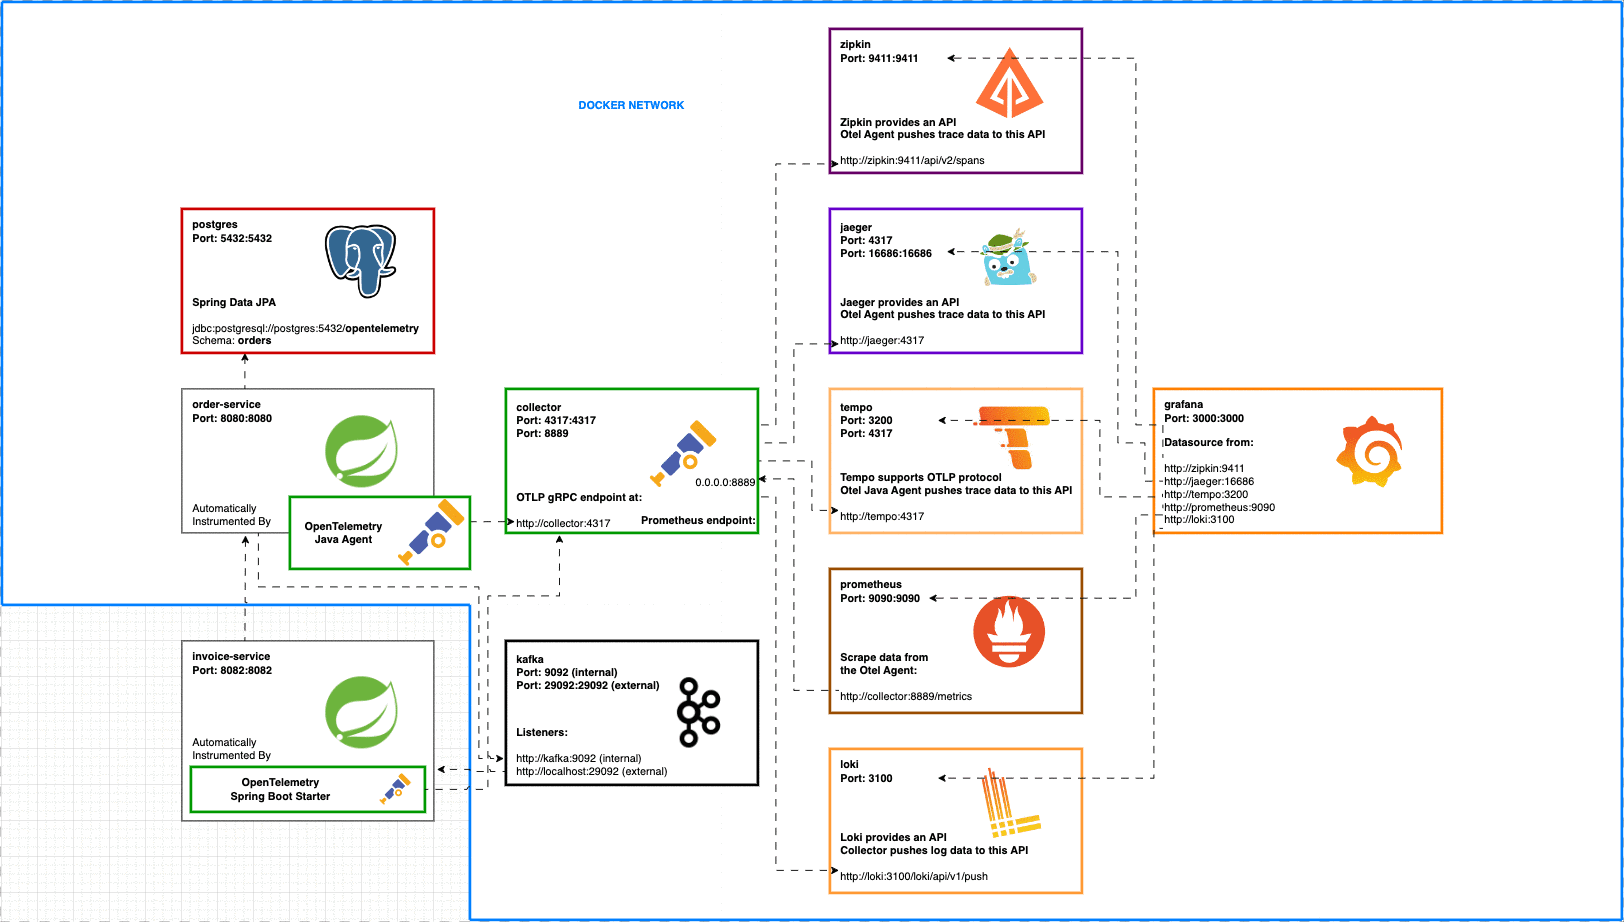 DOCKER NETWORK
zipkin
Port: 9411:9411
Zipkin provides an API
Otel Agent pushes trace data to this API
http://zipkin:9411/api/v2/spans
postgres
Port: 5432:5432
Spring Data JPA
jdbc:postgresql://postgres:5432/opentelemetry
Schema: orders
jaeger
Port: 4317
Port: 16686:16686
Jaeger provides an API
Otel Agent pushes trace data to this API
http://jaeger:4317
order-service
Port: 8080:8080
Automatically
Instrumented By
OpenTelemetry
Java Agent
collector
Port: 4317:4317
Port: 8889
0.0.0.0:8889
OTLP gRPC endpoint at:
http://collector:4317
Prometheus endpoint:
tempo
Port: 3200
Port: 4317
Tempo supports OTLP protocol
Otel Java Agent pushes trace data to this API
http://tempo:4317
grafana
Port: 3000:3000
Datasource from:
http://zipkin:9411
http://jaeger:16686
http://tempo:3200
http://prometheus:9090
http://loki:3100
prometheus
Port: 9090:9090
Scrape data from
the Otel Agent:
http://collector:8889/metrics
invoice-service
Port: 8082:8082
Automatically
Instrumented By
OpenTelemetry
Spring Boot Starter
kafka
Port: 9092 (internal)
Port: 29092:29092 (external)
Listeners:
http://kafka:9092 (internal)
http://localhost:29092 (external)
loki
Port: 3100
Loki provides an API
Collector pushes log data to this API
http://loki:3100/loki/api/v1/push